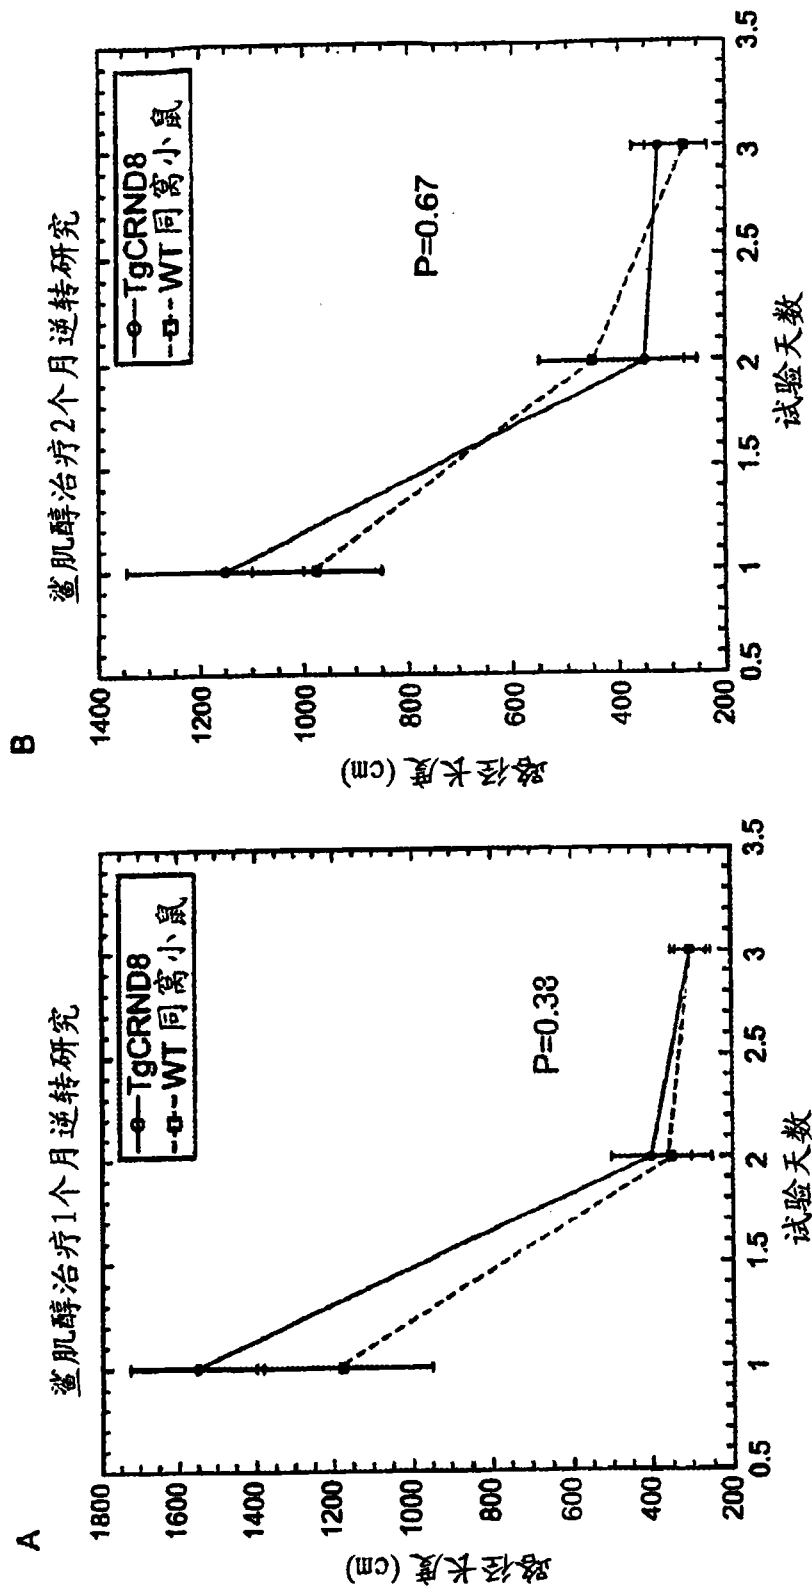 A
鲨肌醇治疗1个月逆转研究
TgCRND8
WT 同窝小鼠
P=0.38
路径长度 (cm)
1800
1600
1400
1200
1000
800
600
400
200
0.5
1
1.5
2
2.5
3
3.5
试验天数
B
鲨肌醇治疗2个月逆转研究
TgCRND8
WT 同窝小鼠
P=0.67
路径长度 (cm)
1400
1200
1000
800
600
400
200
0.5
1
1.5
2
2.5
3
3.5
试验天数